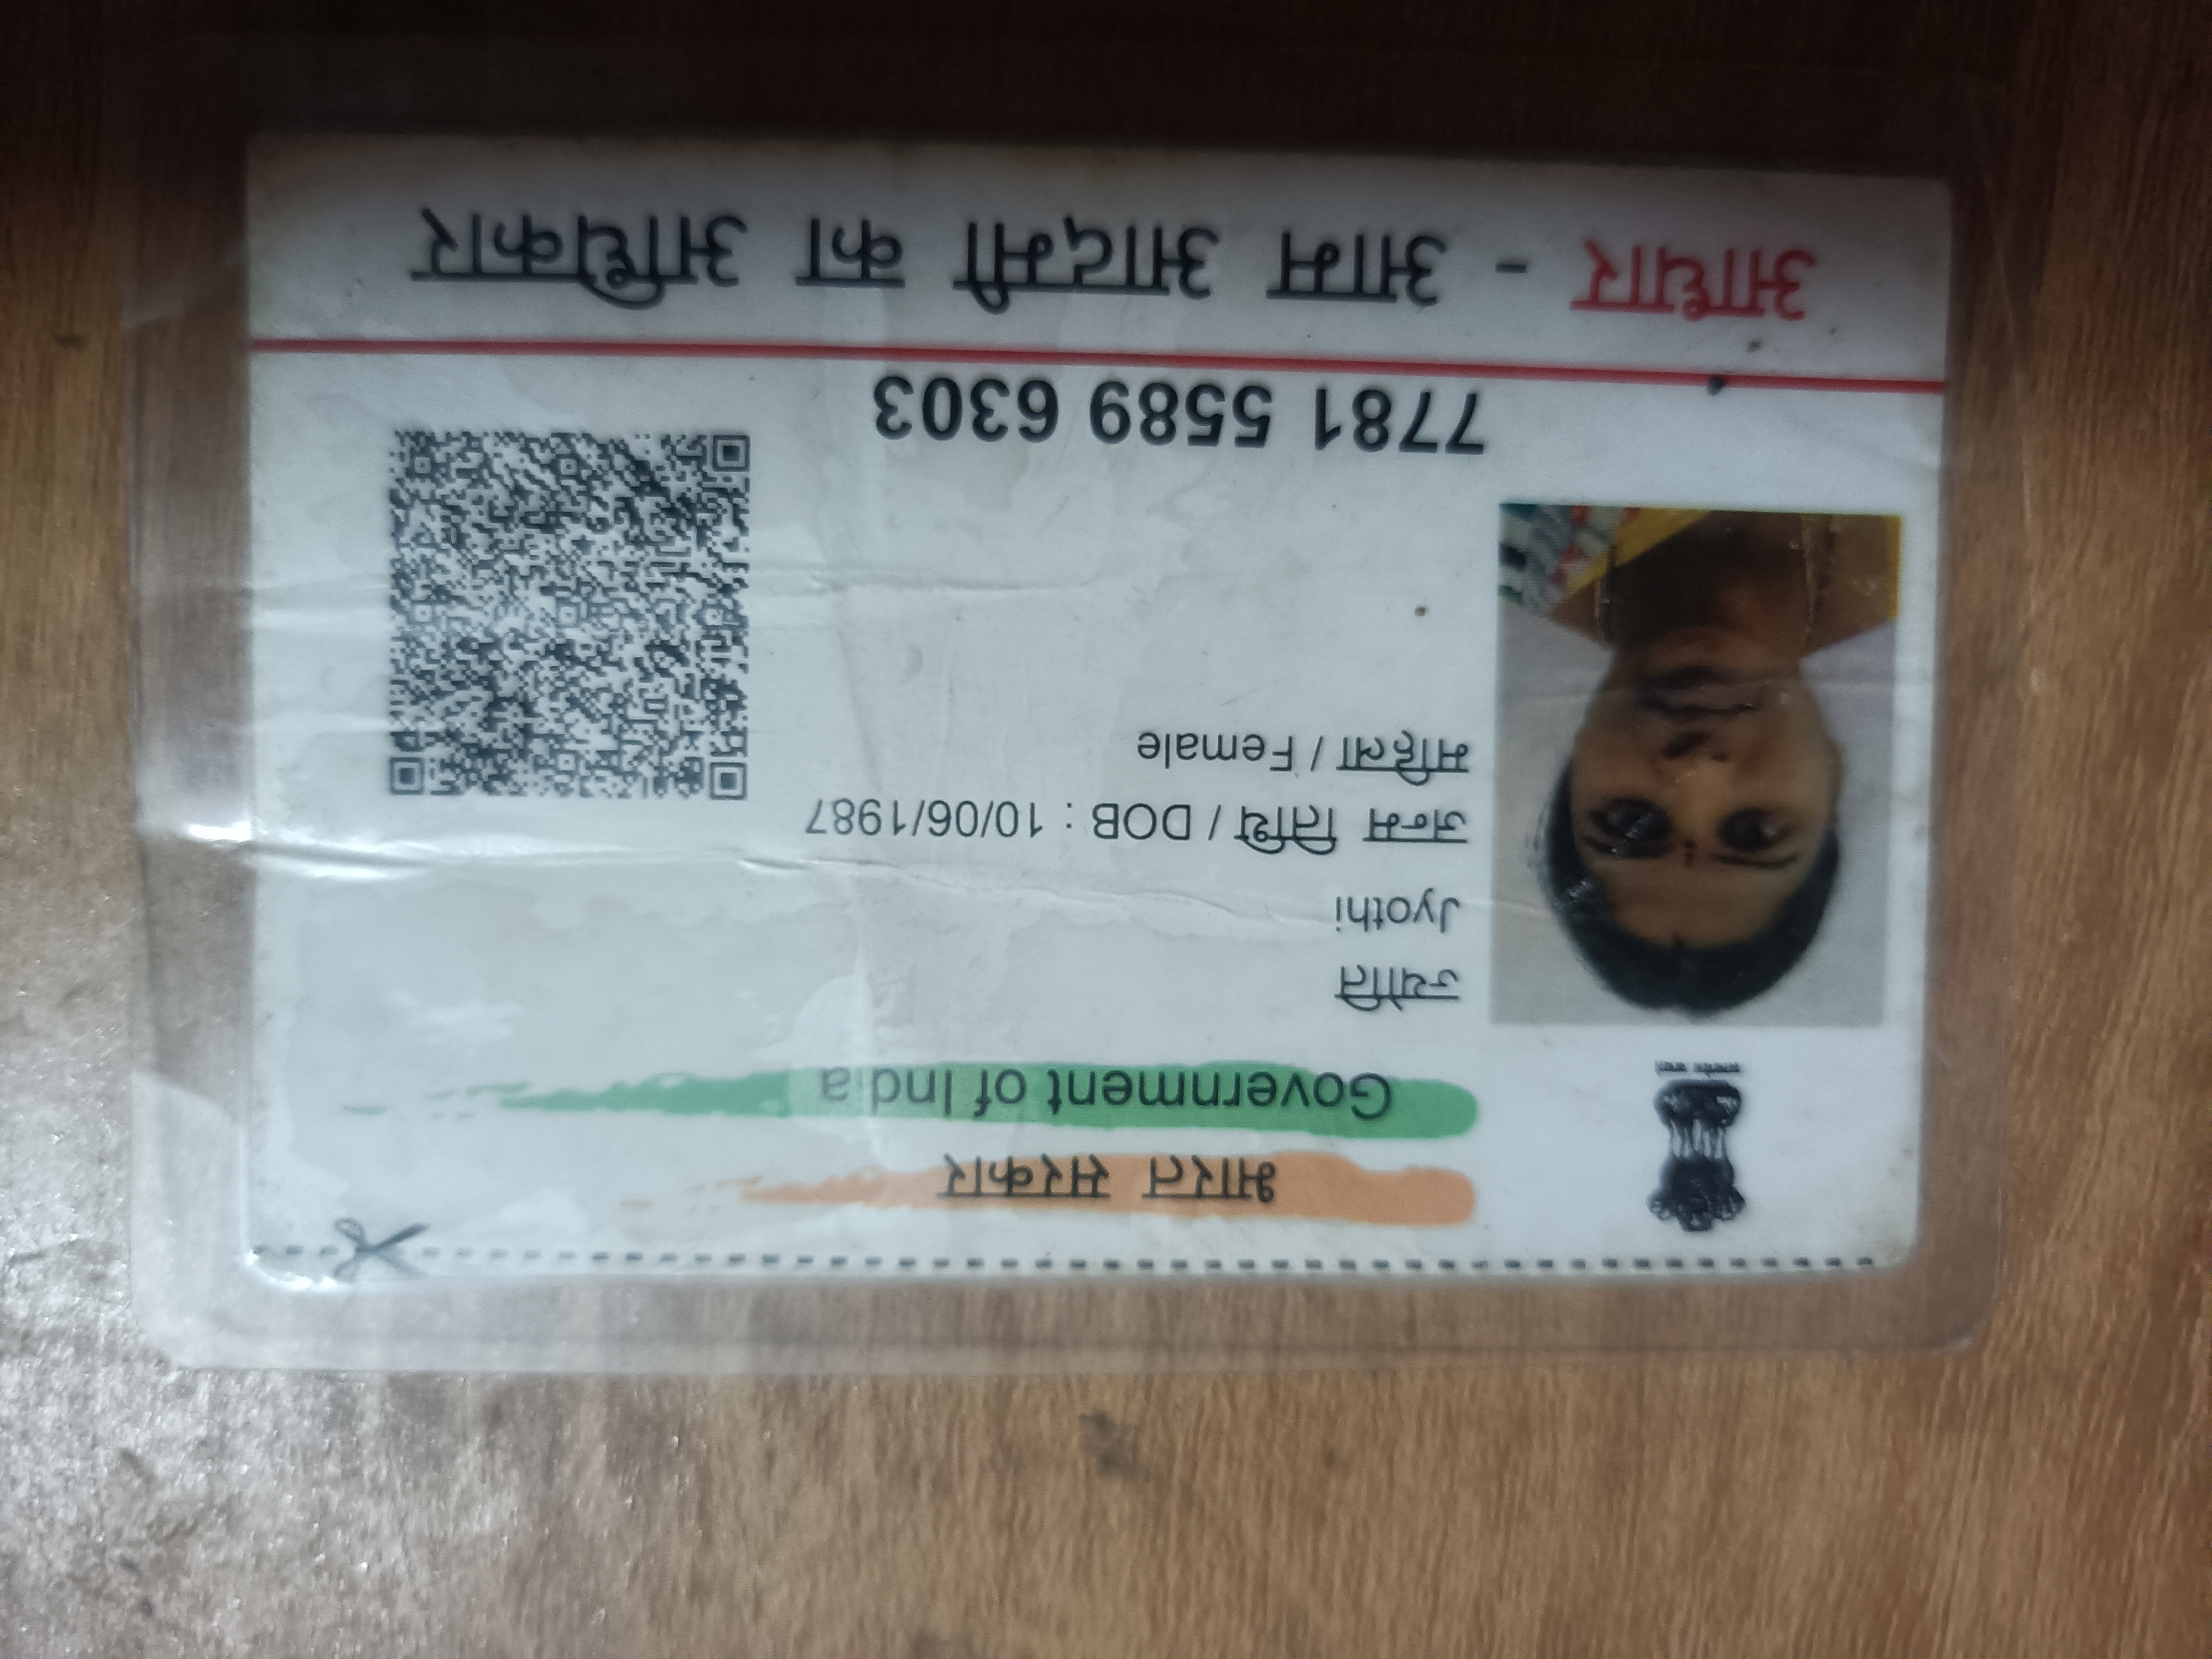 भारत सरकार
Government of India
ज्योति
Jyothi
जन्म तिथि / DOB : 10/06/1987
महिला / Female
7781 5589 6303
आधार - आम आदमी का अधिकार